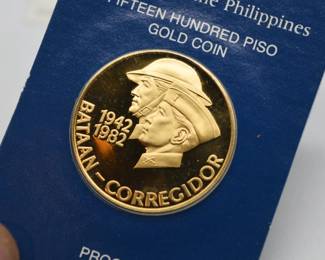 the Philippines
FIFTEEN HUNDRED PISO
GOLD COIN
1942
1982
BATAAN – CORREGIDOR